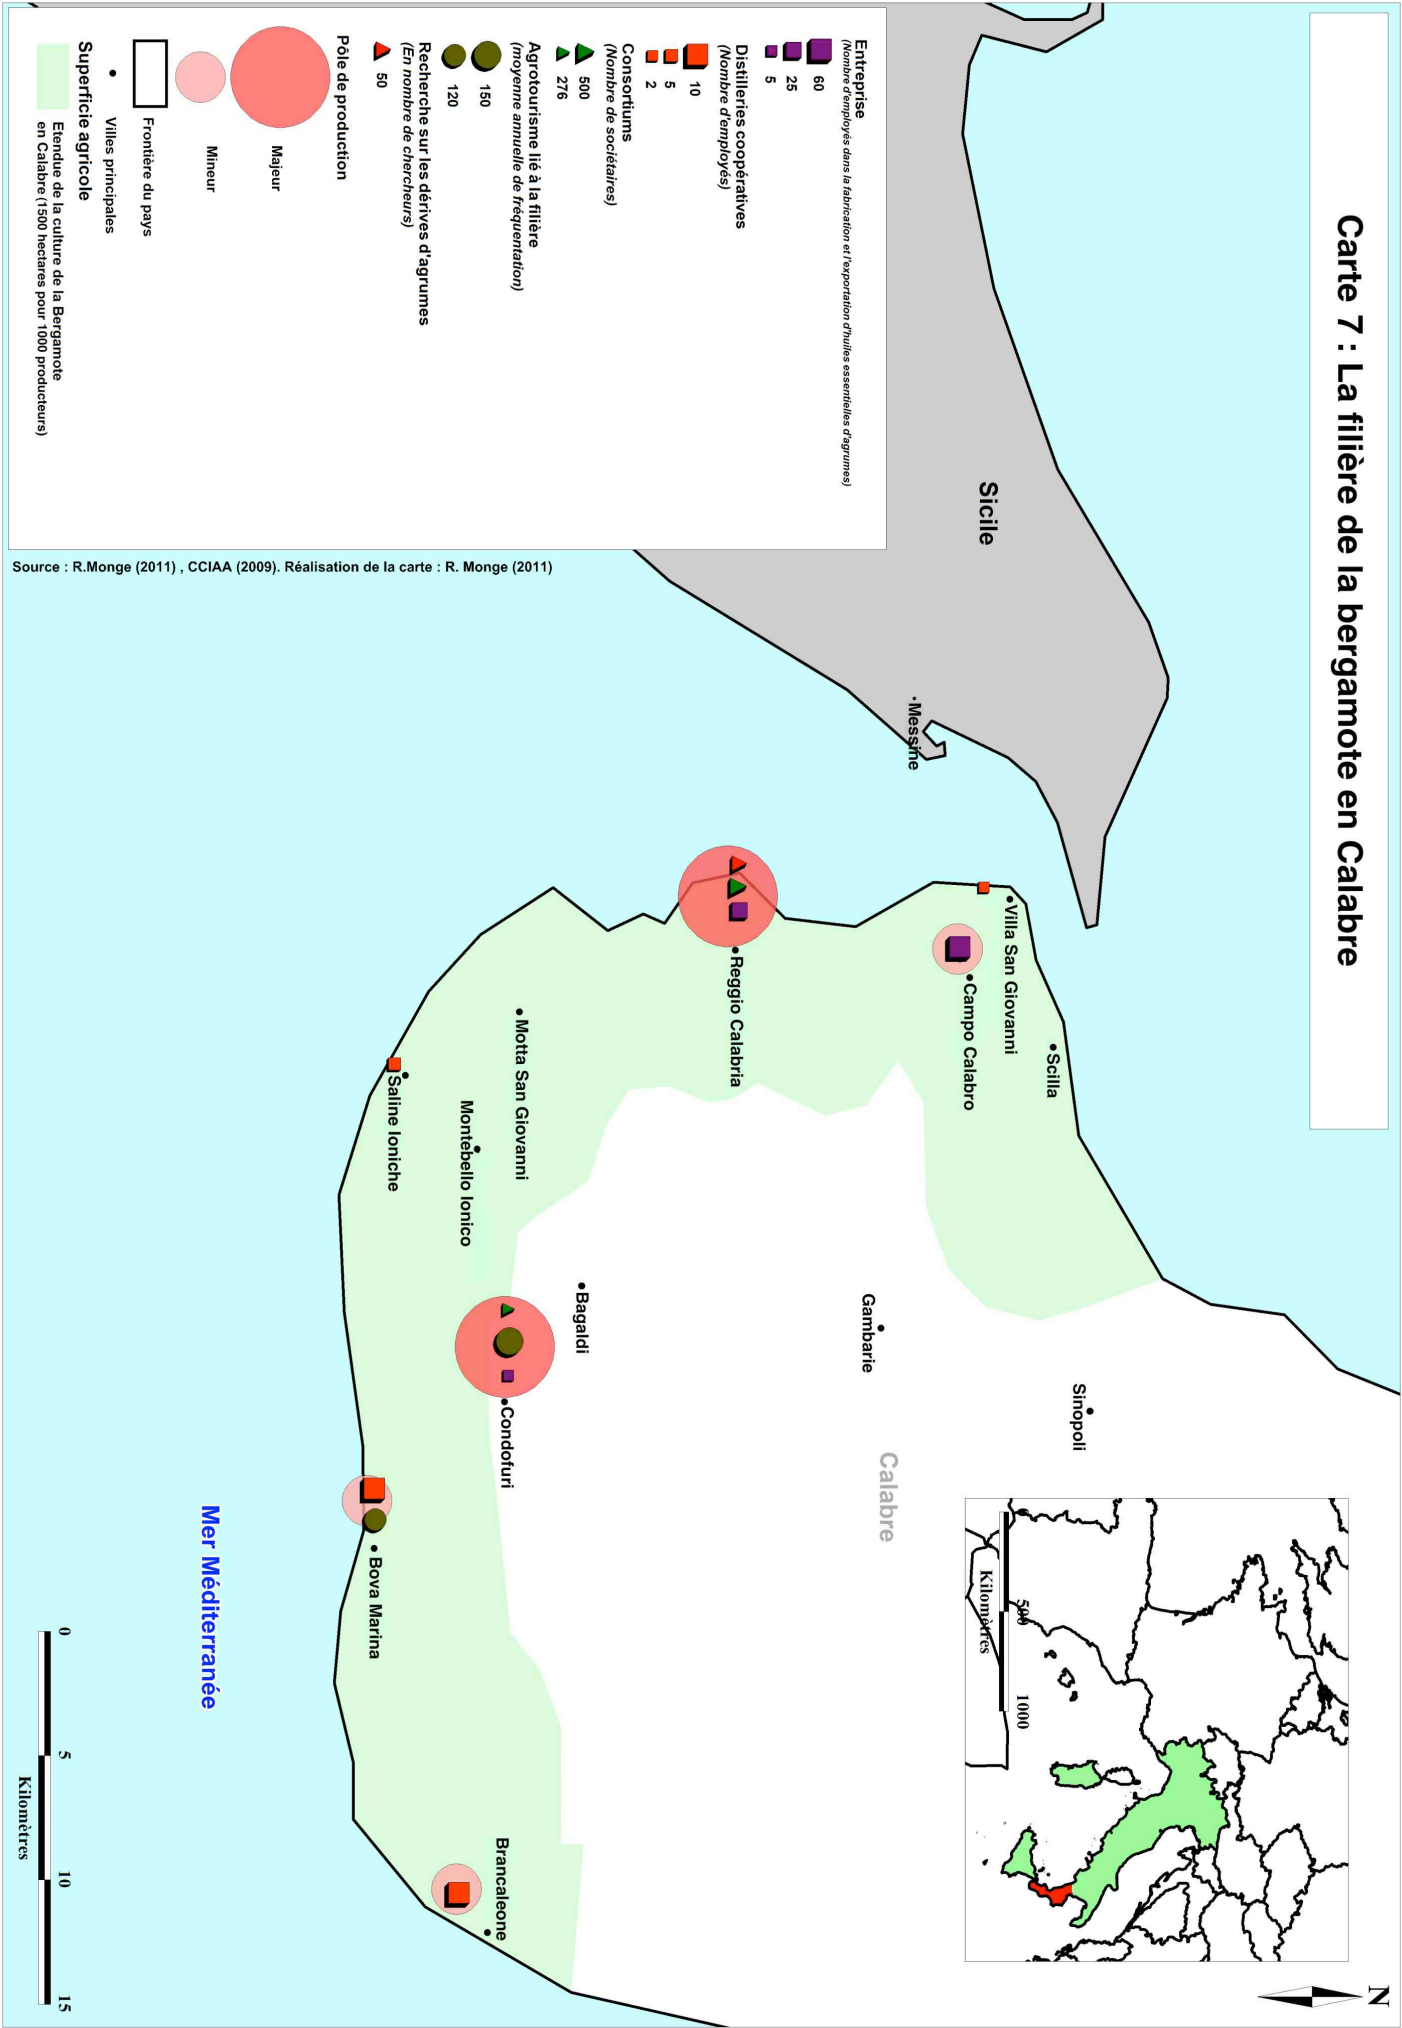 Carte 7 : La filière de la bergamote en Calabre
N
0 500 1000
Kilomètres
Sicile
Messine
Villa San Giovanni
Scilla
Campo Calabro
Reggio Calabria
Motta San Giovanni
Saline Ioniche
Montebello Ionico
Bagaldi
Gambarie
Sinopoli
Calabre
Condofuri
Bova Marina
Brancaleone
Mer Méditerranée
0 5 10 15
Kilomètres
Entreprise
(Nombre d'employés dans la fabrication et l'exportation d'huiles essentielles d'agrumes)
60
25
5
Distilleries coopératives
(Nombre d'employés)
10
5
2
Consortiums
(Nombre de sociétaires)
500
276
Agrotourisme lié à la filière
(moyenne annuelle de fréquentation)
150
120
Recherche sur les dérives d'agrumes
(En nombre de chercheurs)
50
Pôle de production
Majeur
Mineur
Frontière du pays
Villes principales
Superficie agricole
Etendue de la culture de la Bergamote
en Calabre (1500 hectares pour 1000 producteurs)
Source : R.Monge (2011) , CCIAA (2009). Réalisation de la carte : R. Monge (2011)